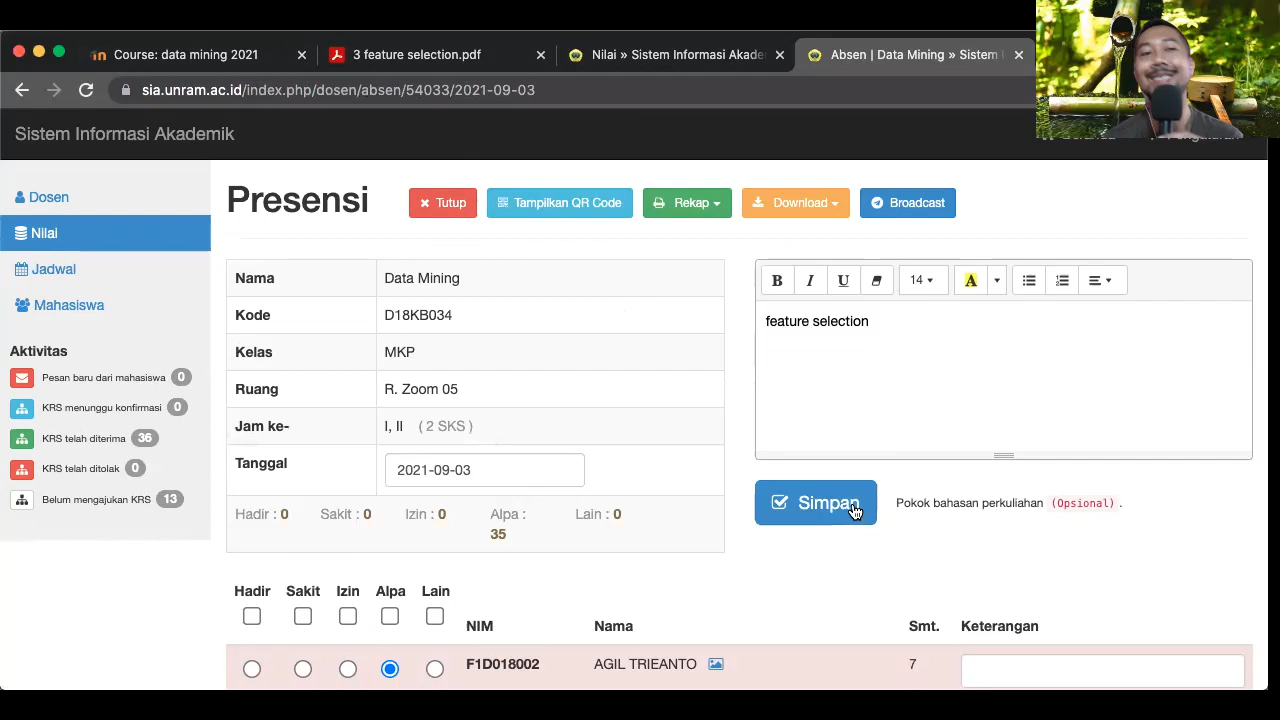 Course: data mining 2021
3 feature selection.pdf
Nilai » Sistem Informasi Akade
Absen | Data Mining » Sistem
sia.unram.ac.id/index.php/dosen/absen/54033/2021-09-03
Sistem Informasi Akademik
Dosen
Nilai
Jadwal
Mahasiswa
Aktivitas
Pesan baru dari mahasiswa 0
KRS menunggu konfirmasi 0
KRS telah diterima 36
KRS telah ditolak 0
Belum mengajukan KRS 13
Presensi
Tutup
Tampilkan QR Code
Rekap
Download
Broadcast
Nama Data Mining
Kode D18KB034
Kelas MKP
Ruang R. Zoom 05
Jam ke- I, II ( 2 SKS )
Tanggal 2021-09-03
Hadir : 0 Sakit : 0 Izin : 0 Alpa : 35 Lain : 0
B I U 14 A
feature selection
Simpan
Pokok bahasan perkuliahan (Opsional) .
Hadir Sakit Izin Alpa Lain
NIM Nama Smt. Keterangan
F1D018002 AGIL TRIEANTO 7